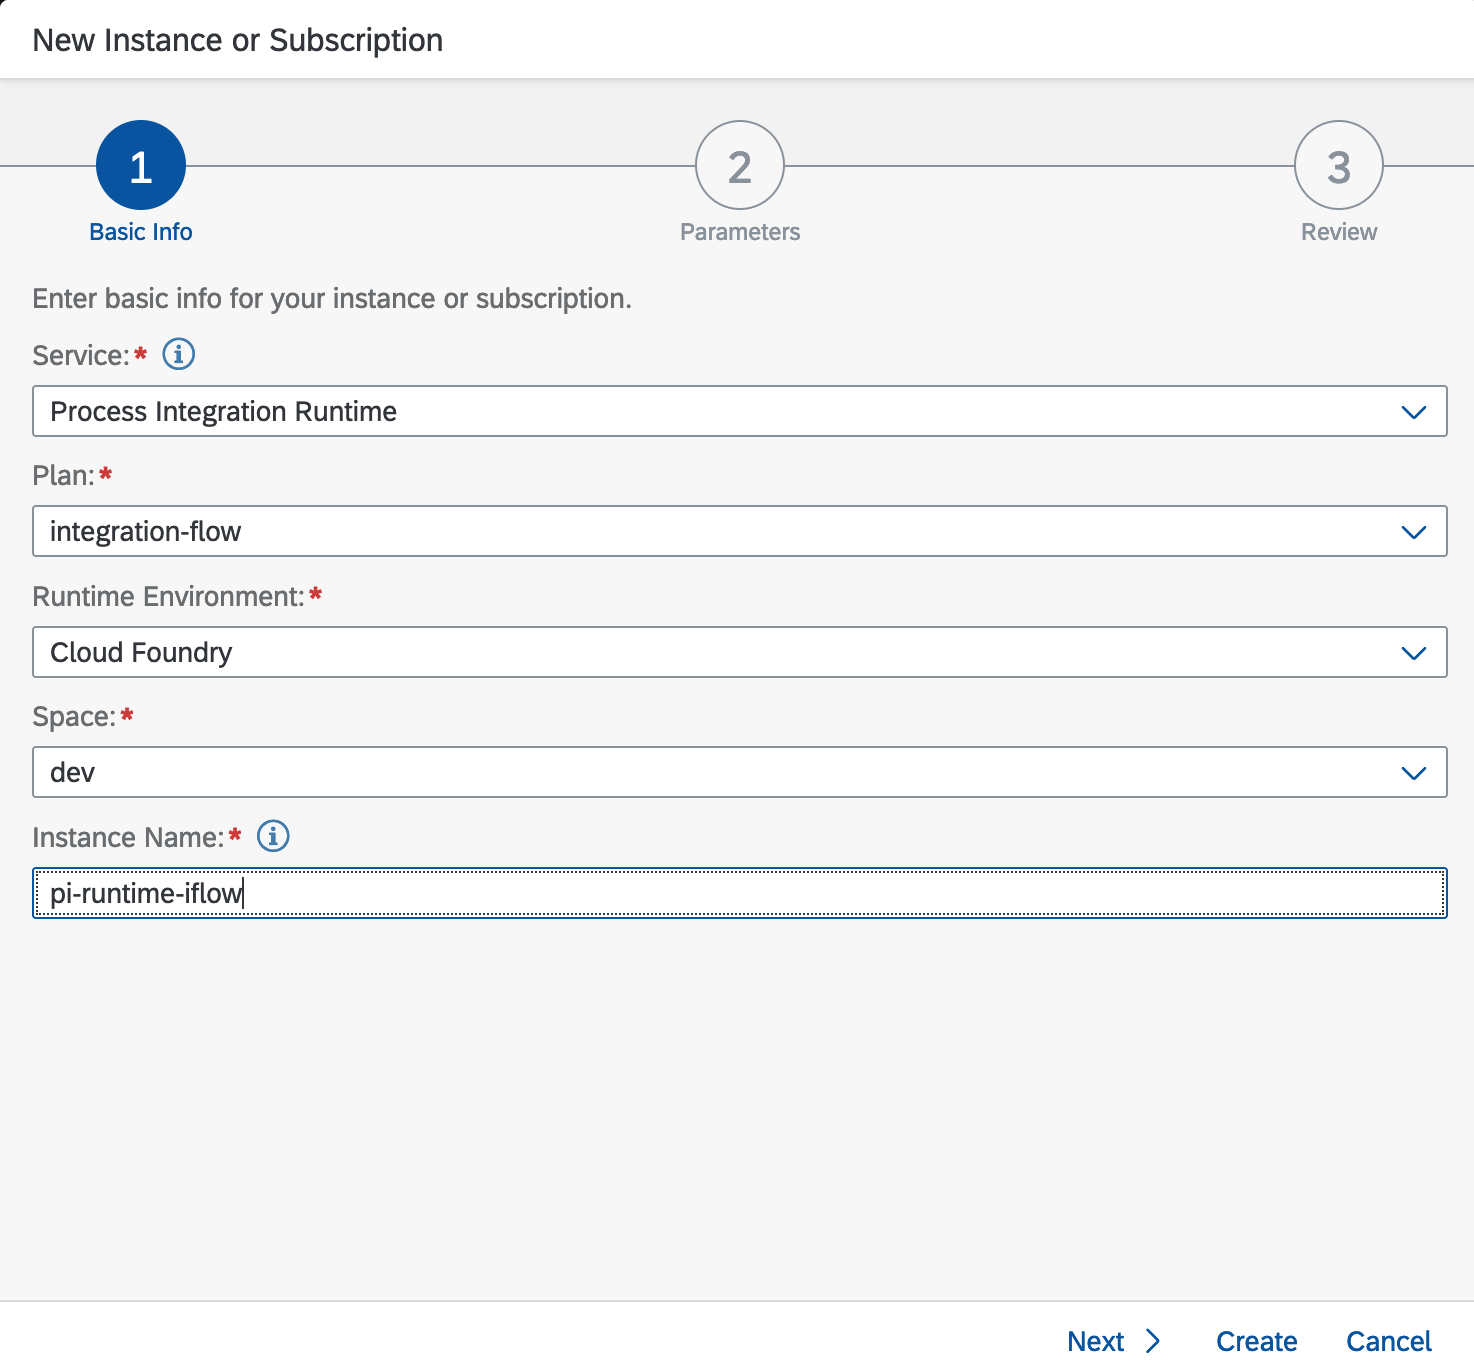 New Instance or Subscription
1
2
3
Basic Info
Parameters
Review
Enter basic info for your instance or subscription.
Service:*
Process Integration Runtime
Plan:*
integration-flow
Runtime Environment:*
Cloud Foundry
Space:*
dev
Instance Name:*
pi-runtime-iflow
Next
Create
Cancel